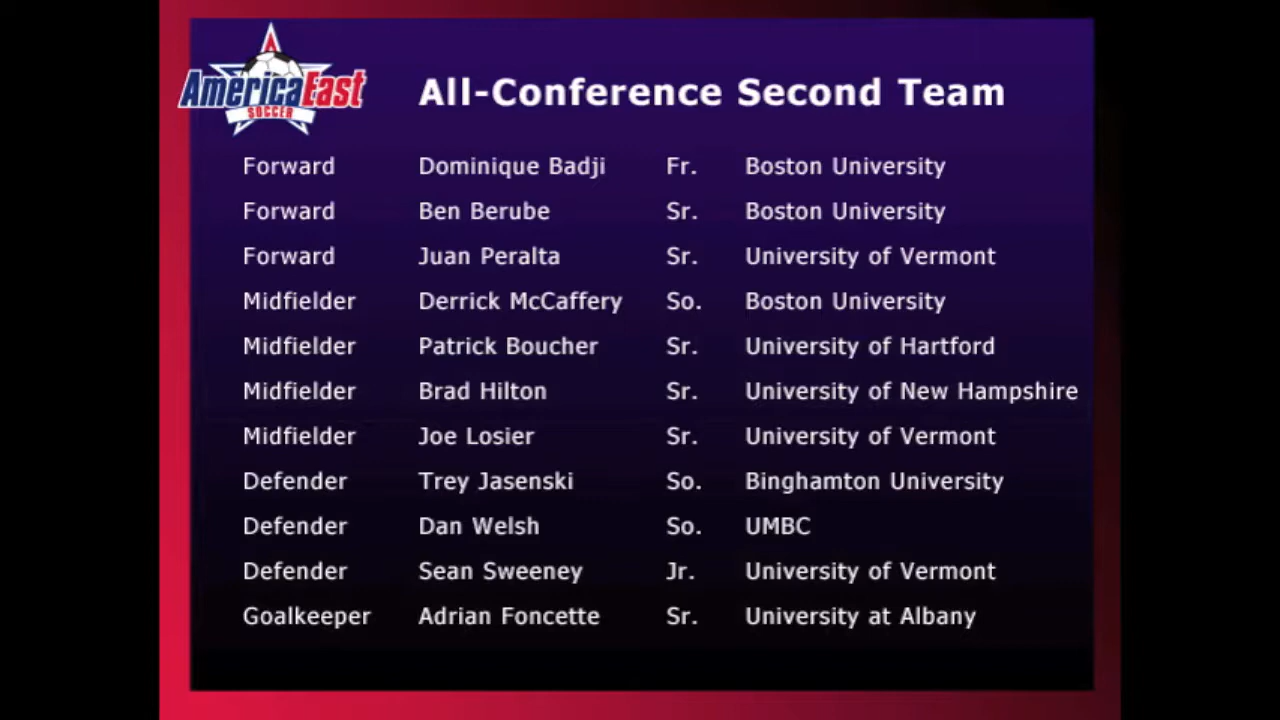 AmericaEast
SOCCER
All-Conference Second Team
Forward Dominique Badji Fr. Boston University
Forward Ben Berube Sr. Boston University
Forward Juan Peralta Sr. University of Vermont
Midfielder Derrick McCaffery So. Boston University
Midfielder Patrick Boucher Sr. University of Hartford
Midfielder Brad Hilton Sr. University of New Hampshire
Midfielder Joe Losier Sr. University of Vermont
Defender Trey Jasenski So. Binghamton University
Defender Dan Welsh So. UMBC
Defender Sean Sweeney Jr. University of Vermont
Goalkeeper Adrian Foncette Sr. University at Albany